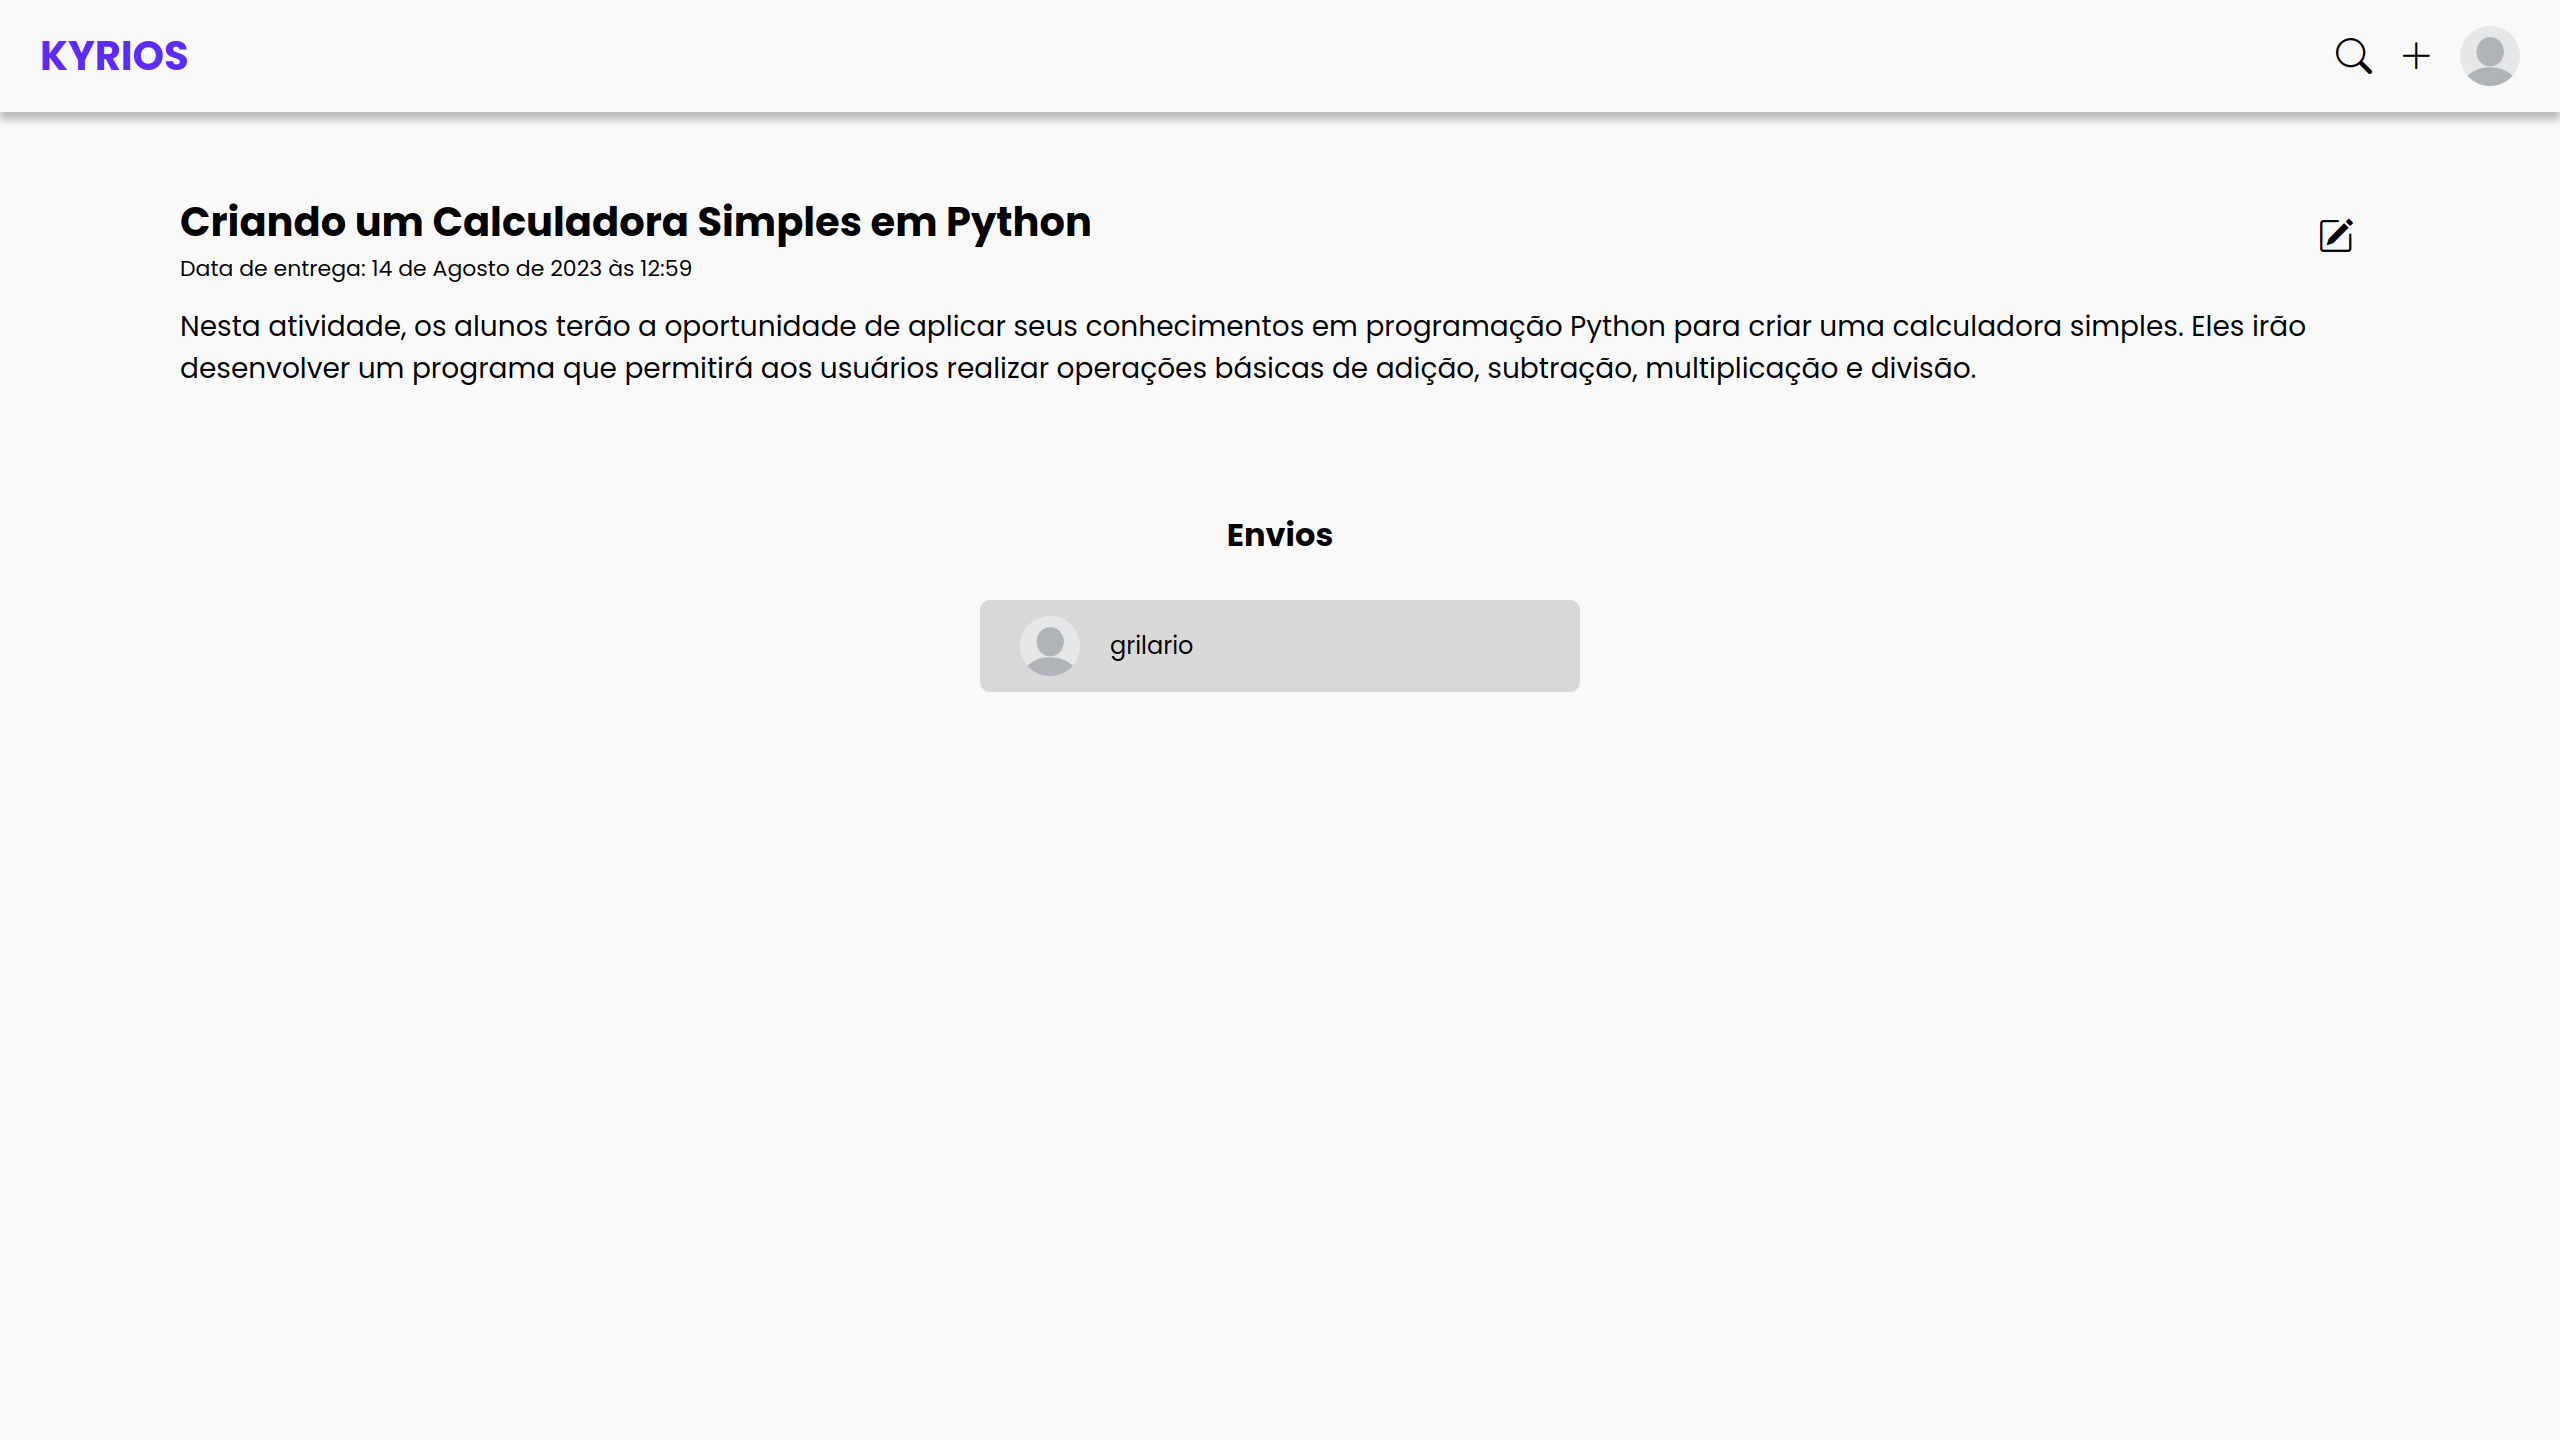 KYRIOS
Criando um Calculadora Simples em Python
Data de entrega: 14 de Agosto de 2023 às 12:59
Nesta atividade, os alunos terão a oportunidade de aplicar seus conhecimentos em programação Python para criar uma calculadora simples. Eles irão
desenvolver um programa que permitirá aos usuários realizar operações básicas de adição, subtração, multiplicação e divisão.
Envios
grilario